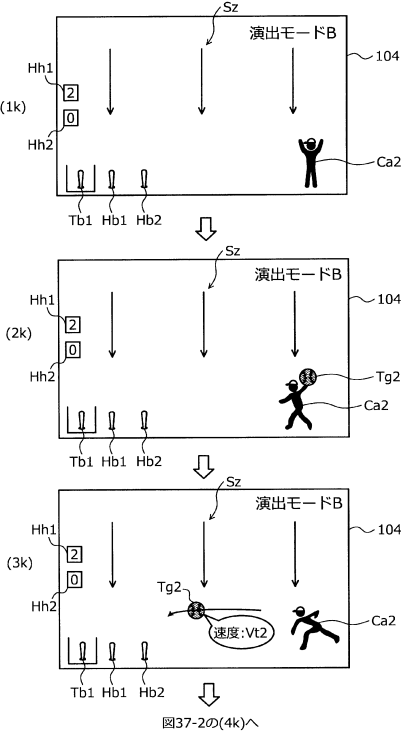 Sz
演出モードB
104
Hh1
2
(1k)
0
Hh2
Ca2
Tb1 Hb1 Hb2
Sz
演出モードB
104
Hh1
2
(2k)
0
Hh2
Tg2
Ca2
Tb1 Hb1 Hb2
Sz
演出モードB
104
Hh1
2
(3k)
0
Hh2
Tg2
速度:Vt2
Ca2
Tb1 Hb1 Hb2
図37-2の(4k)へ